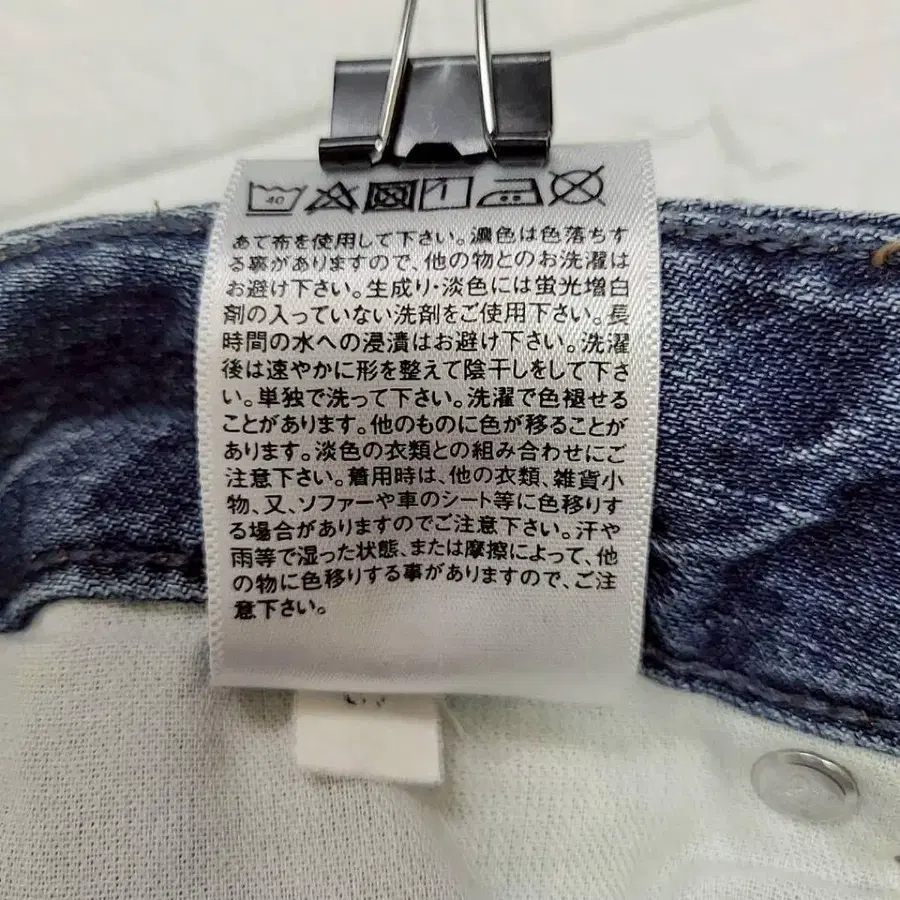 40
あて布を使用して下さい。濃色は色落ちす
る事がありますので、他の物とのお洗濯は
お避け下さい。生成り・淡色には蛍光増白
剤の入っていない洗剤をご使用下さい。長
時間の水への浸漬はお避け下さい。洗濯
後は速やかに形を整えて陰干しをして下さ
い。単独で洗って下さい。洗濯で色褪せる
ことがあります。他のものに色が移ることが
あります。淡色の衣類との組み合わせにご
注意下さい。着用時は、他の衣類、雑貨小
物、又、ソファーや車のシート等に色移りす
る場合がありますのでご注意下さい。汗や
雨等で湿った状態、または摩擦によって、他
の物に色移りする事がありますので、ご注
意下さい。